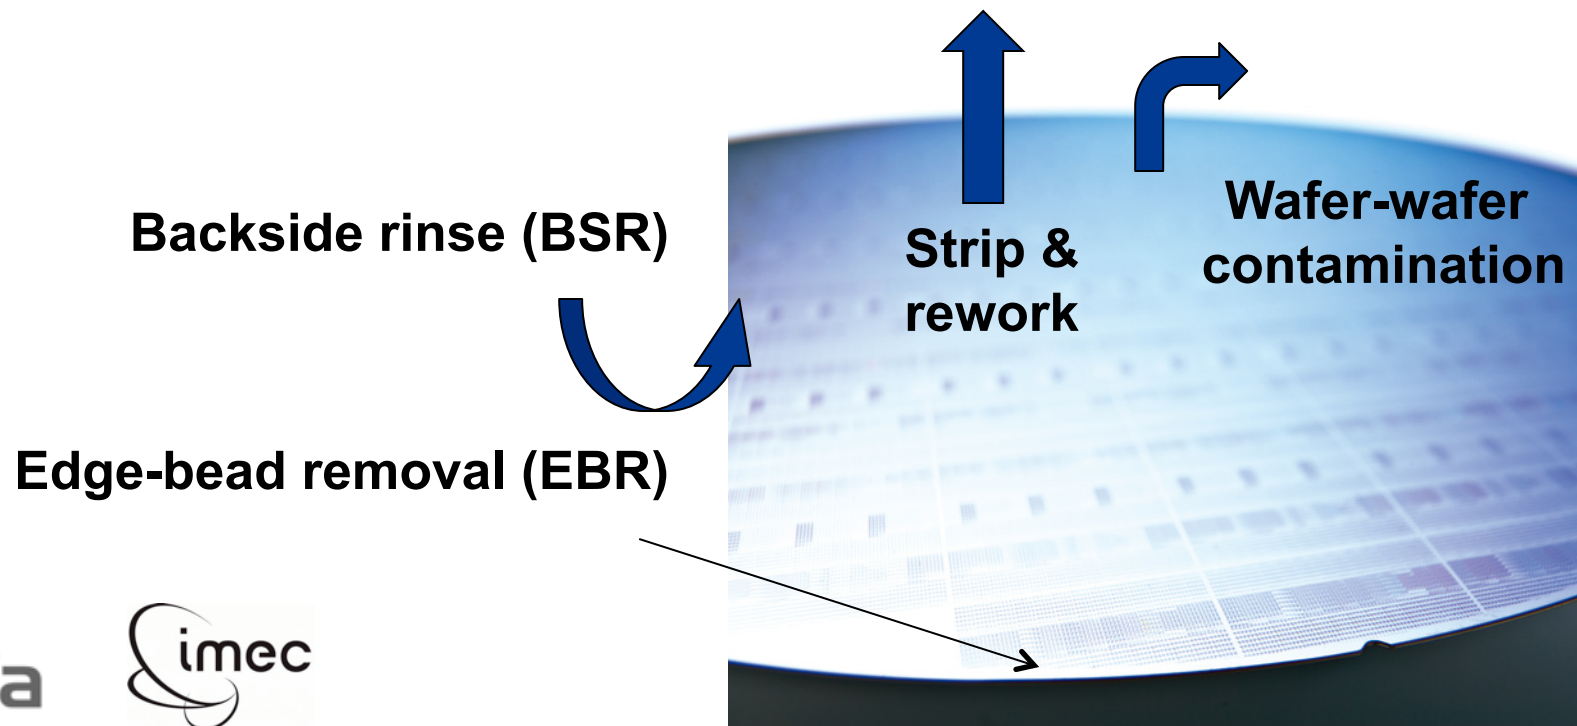 Backside rinse (BSR)
Strip &
rework
Wafer-wafer
contamination
Edge-bead removal (EBR)
a
imec